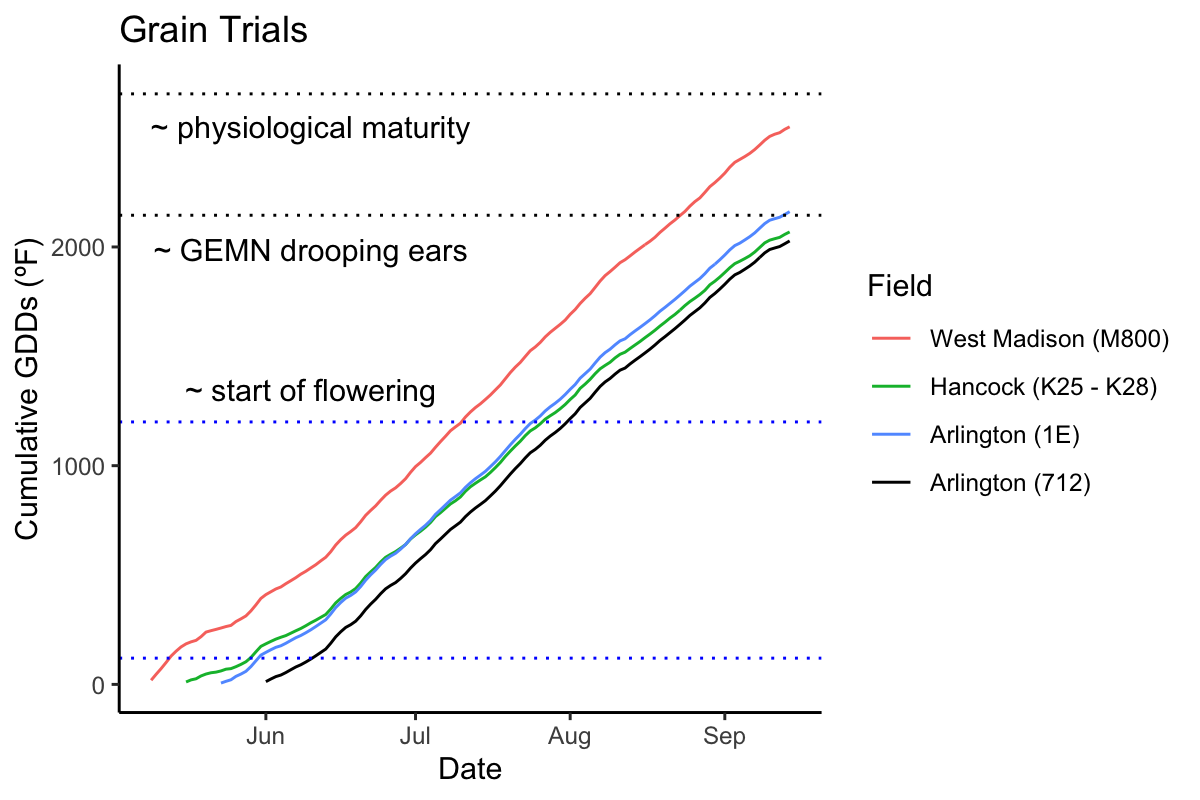 Grain Trials
~ physiological maturity
~ GEMN drooping ears
~ start of flowering
Cumulative GDDs (ºF)
2000
1000
0
Jun Jul Aug Sep
Date
Field
West Madison (M800)
Hancock (K25 - K28)
Arlington (1E)
Arlington (712)